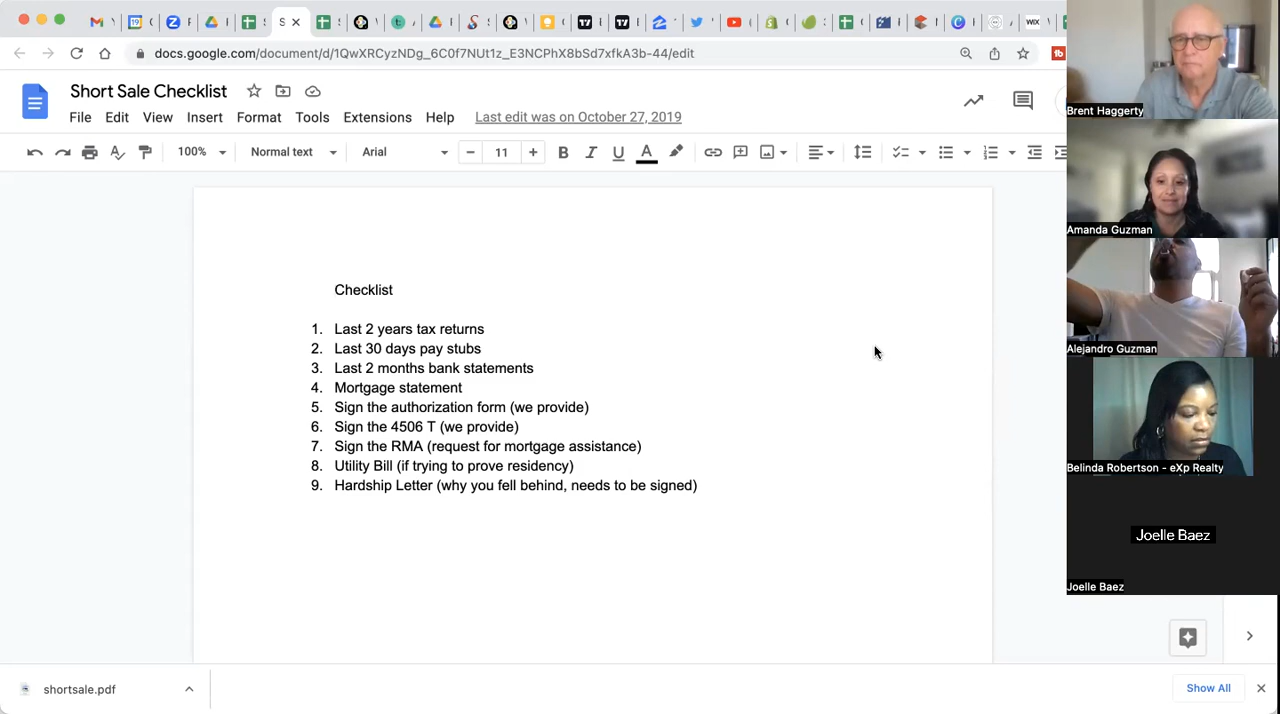 docs.google.com/document/d/1QwXRCyzNDg_6C0f7NUt1z_E3NCPhX8bSd7xfkA3b-44/edit
Short Sale Checklist
File Edit View Insert Format Tools Extensions Help Last edit was on October 27, 2019
100% Normal text Arial 11 B I U A
Checklist
1. Last 2 years tax returns
2. Last 30 days pay stubs
3. Last 2 months bank statements
4. Mortgage statement
5. Sign the authorization form (we provide)
6. Sign the 4506 T (we provide)
7. Sign the RMA (request for mortgage assistance)
8. Utility Bill (if trying to prove residency)
9. Hardship Letter (why you fell behind, needs to be signed)
Brent Haggerty
Amanda Guzman
Alejandro Guzman
Belinda Robertson - eXp Realty
Joelle Baez
Joelle Baez
shortsale.pdf
Show All